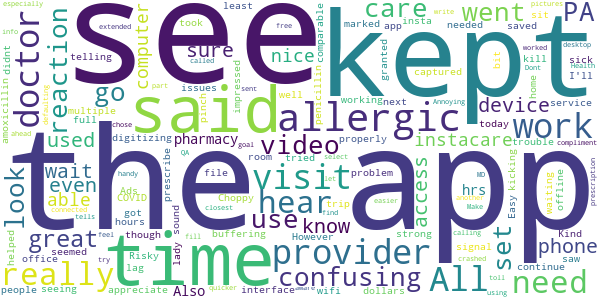 see
kept
the app
time
said
allergic
provider
confusing
visit
really
video
hear
great
need
work
All
PA
went
care
doctor
reaction
computer
sure
nice
go
device
instacare
access
phone
set
look
wait
even
used
able
use
know
pharmacy
Also
especially
info
least
took
extended
free
called
telling
issues
impressed
marked
app
needed
saved
insta
comparable
captured
granted
pictures
sit
bit
write
worked
desktop
kill
Dont
home
Health
sick
I'll
part
sent
Annoying
chose
pinch
well
penicillin
working
next
today
service
didnt
multiple
full
defaulting
amoxicillin
digitizing
QA
goal
properly
trouble
another
compliment
handy
Ads
COVID
prescribe
file
room
tried
problem
select
let
trip
find
easier
MD
Make
Easy
kicking
offline
waiting
prescription
connected
tells
got
hours
though
Choppy
buffering
lady
sound
closest
fill
However
strong
signal
crashed
hrs
Kind
saw
continue
helped
office
seemed
feel
Risky
lag
try
people
seeing
appreciate
interface
quicker
aware
wifi
dollars
calling
toll
using